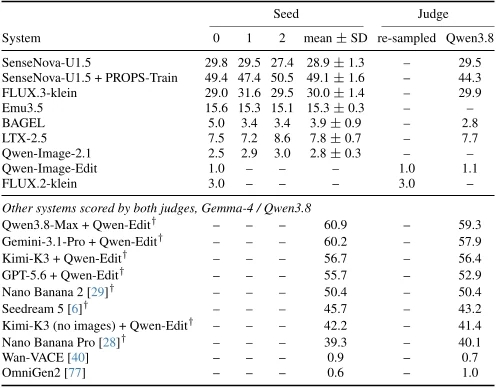 Seed Judge
System 0 1 2 mean ± SD re-sampled Qwen3.8
SenseNova-U1.5 29.8 29.5 27.4 28.9 ± 1.3 – 29.5
SenseNova-U1.5 + PROPS-Train 49.4 47.4 50.5 49.1 ± 1.6 – 44.3
FLUX.3-klein 29.0 31.6 29.5 30.0 ± 1.4 – 29.9
Emu3.5 15.6 15.3 15.1 15.3 ± 0.3 – –
BAGEL 5.0 3.4 3.4 3.9 ± 0.9 – 2.8
LTX-2.5 7.5 7.2 8.6 7.8 ± 0.7 – 7.7
Qwen-Image-2.1 2.5 2.9 3.0 2.8 ± 0.3 – –
Qwen-Image-Edit 1.0 – – – 1.0 1.1
FLUX.2-klein 3.0 – – – 3.0 –
Other systems scored by both judges, Gemma-4 / Qwen3.8
Qwen3.8-Max + Qwen-Edit† – – – 60.9 – 59.3
Gemini-3.1-Pro + Qwen-Edit† – – – 60.2 – 57.9
Kimi-K3 + Qwen-Edit† – – – 56.7 – 56.4
GPT-5.6 + Qwen-Edit† – – – 55.7 – 52.9
Nano Banana 2 [29]† – – – 50.4 – 50.4
Seedream 5 [6]† – – – 45.7 – 43.2
Kimi-K3 (no images) + Qwen-Edit† – – – 42.2 – 41.4
Nano Banana Pro [28]† – – – 39.3 – 40.1
Wan-VACE [40] – – – 0.9 – 0.7
OmniGen2 [77] – – – 0.6 – 1.0